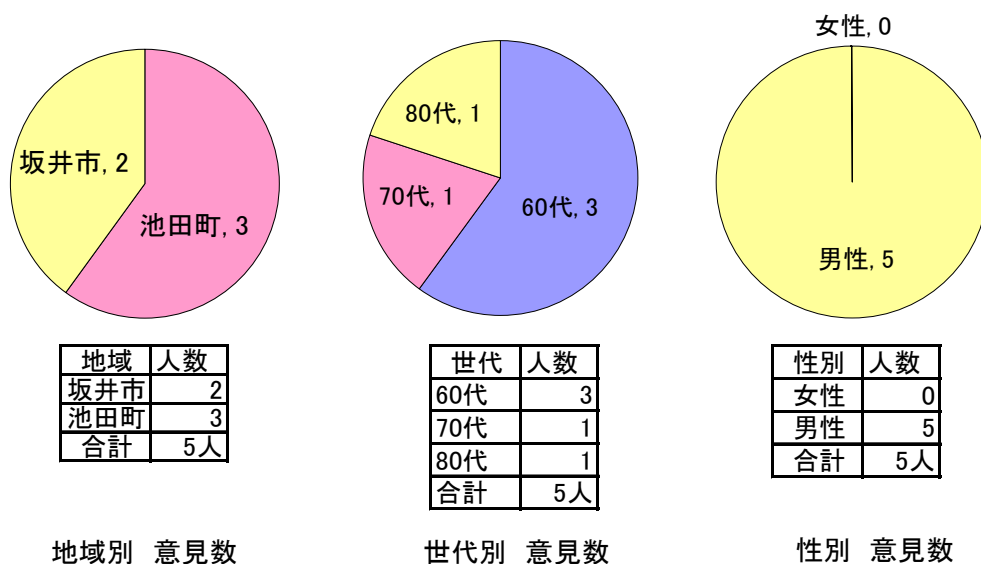 坂井市, 2
池田町, 3
80代, 1
70代, 1
60代, 3
女性, 0
男性, 5
地域 人数
坂井市 2
池田町 3
合計 5人
世代 人数
60代 3
70代 1
80代 1
合計 5人
性別 人数
女性 0
男性 5
合計 5人
地域別 意見数
世代別 意見数
性別 意見数